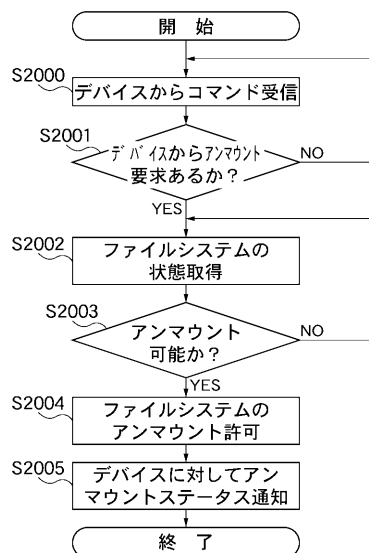 開 始
S2000
デバイスからコマンド受信
S2001
ﾃﾞﾊﾞｲｽからｱﾝﾏｳﾝﾄ
要求あるか？
NO
YES
S2002
ファイルシステムの
状態取得
S2003
アンマウント
可能か？
NO
YES
S2004
ファイルシステムの
アンマウント許可
S2005
デバイスに対してアン
マウントステータス通知
終 了